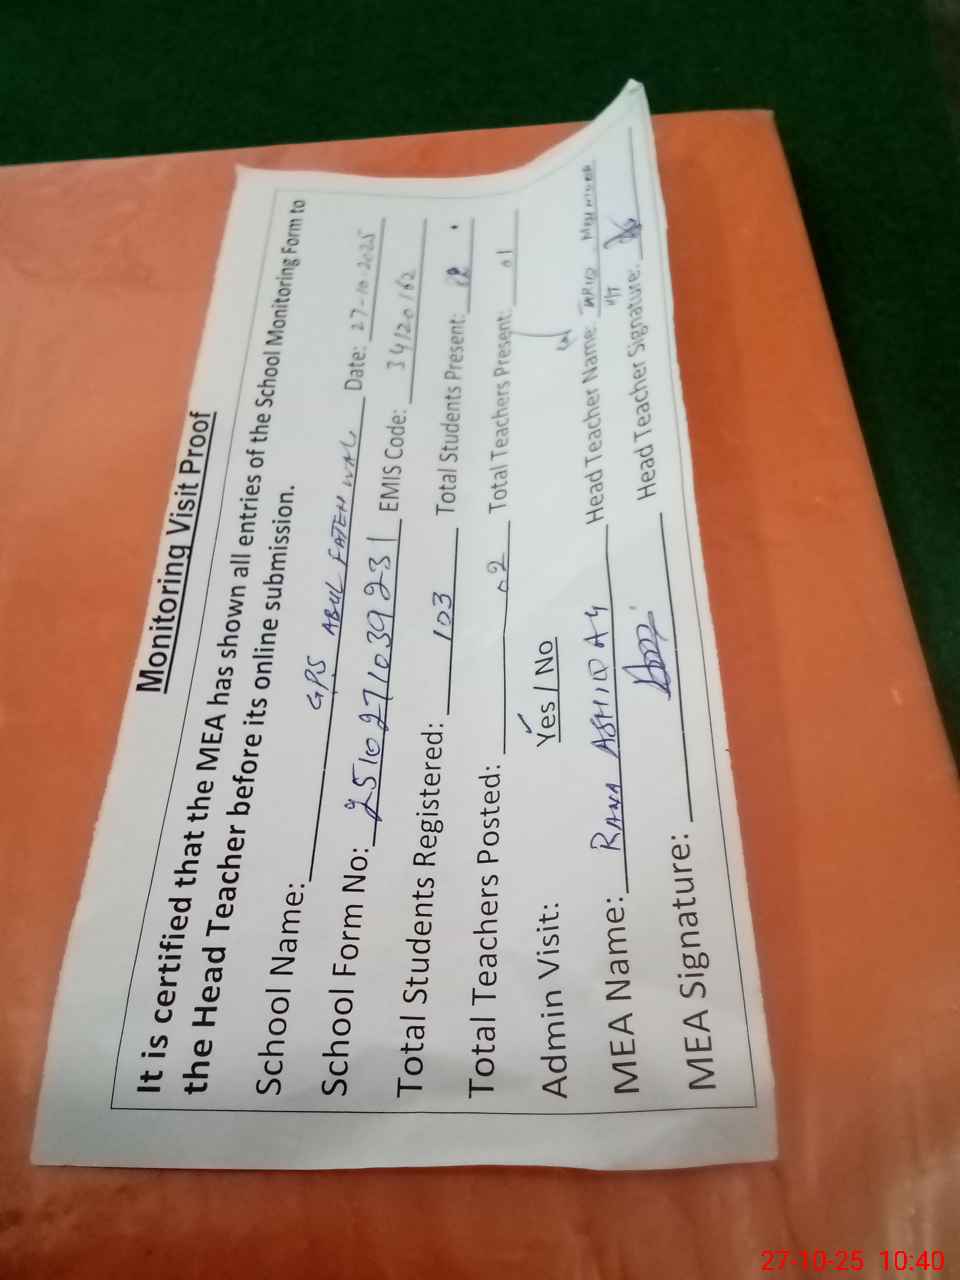 Monitoring Visit Proof
It is certified that the MEA has shown all entries of the School Monitoring Form to
the Head Teacher before its online submission.
School Name: GPS ABUL FATEH WALI Date: 27-10-2025
School Form No: 25102710399231 EMIS Code: 34120162
Total Students Registered: 103 Total Students Present:
Total Teachers Posted: 02 Total Teachers Present: 01
Admin Visit: Yes / No
MEA Name: RANA ASHIQ Ali Head Teacher Name: TARIQ
MEA Signature: Head Teacher Signature:
27-10-25 10:40